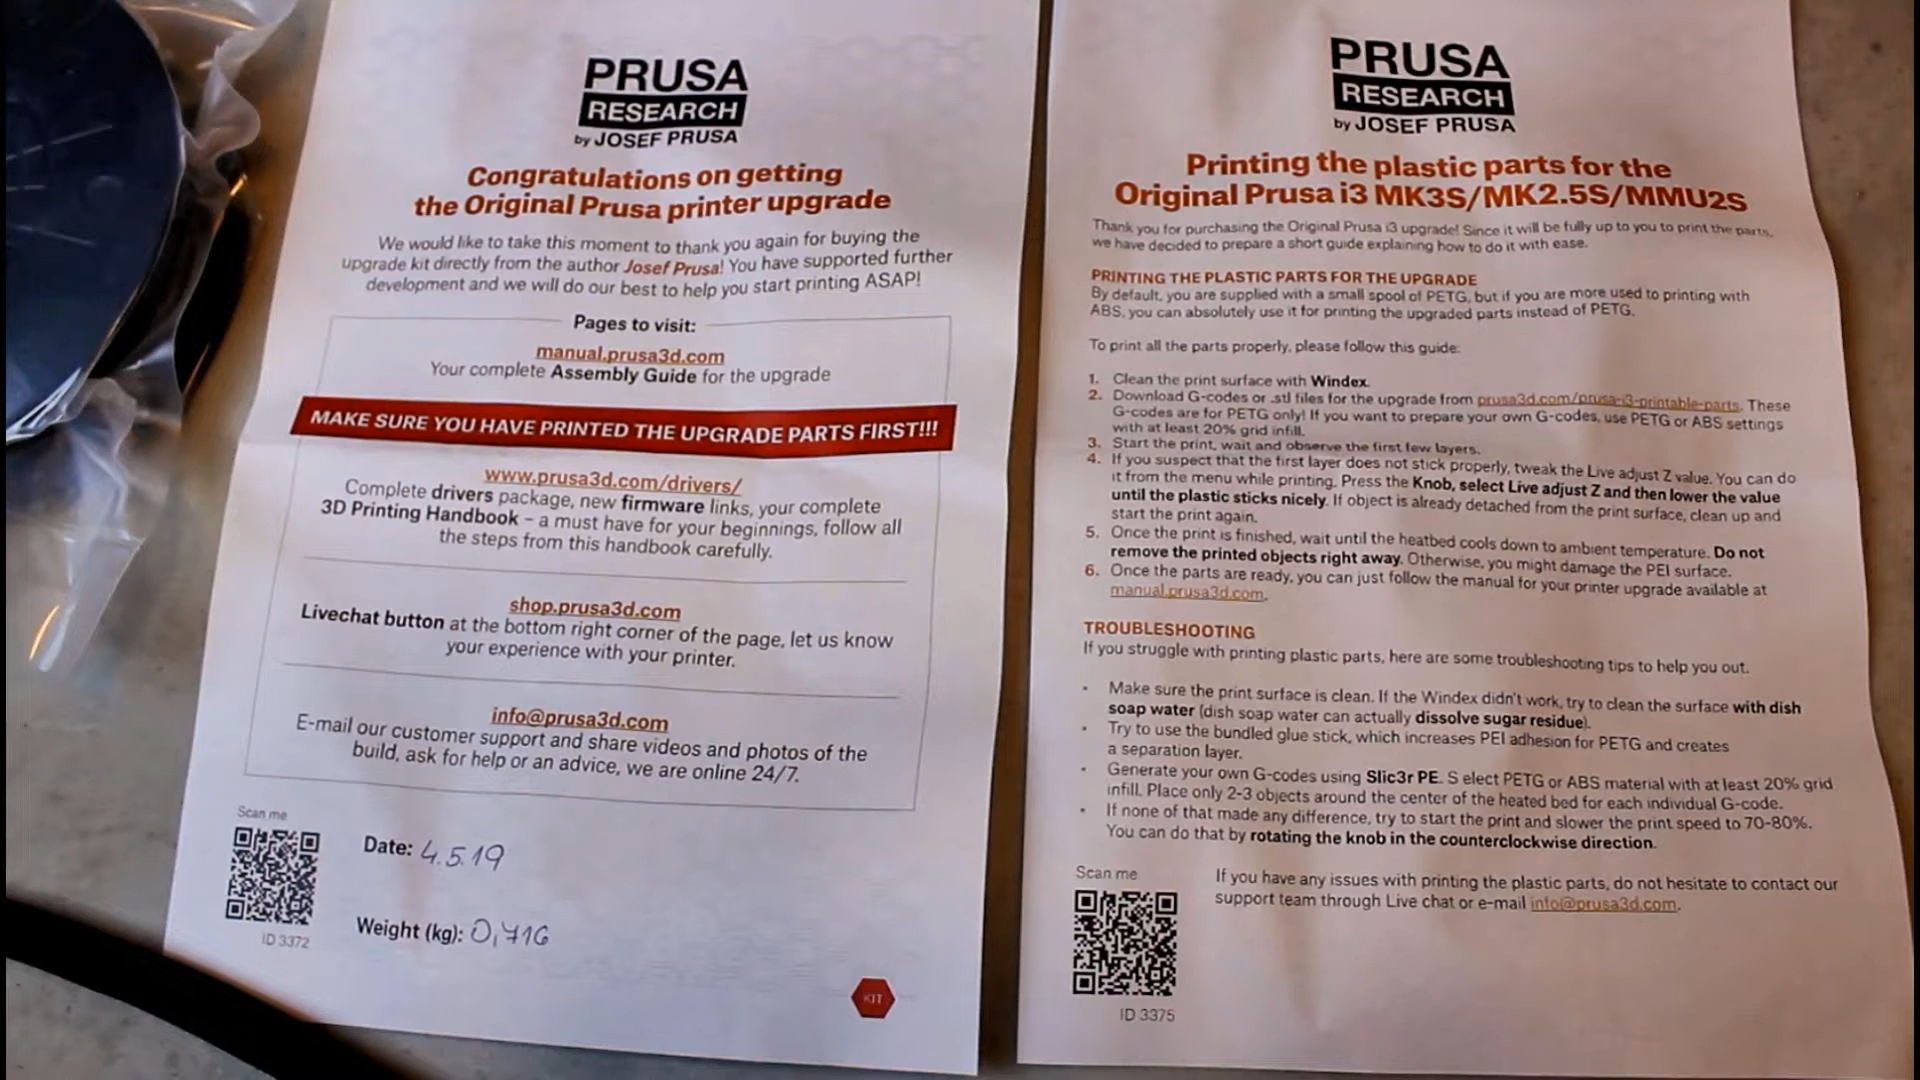 PRUSA
RESEARCH
by JOSEF PRUSA
Congratulations on getting
the Original Prusa printer upgrade
We would like to take this moment to thank you again for buying the
upgrade kit directly from the author Josef Prusa! You have supported further
development and we will do our best to help you start printing ASAP!
Pages to visit:
manual.prusa3d.com
Your complete Assembly Guide for the upgrade
MAKE SURE YOU HAVE PRINTED THE UPGRADE PARTS FIRST!!!
www.prusa3d.com/drivers/
Complete drivers package, new firmware links, your complete
3D Printing Handbook – a must have for your beginnings, follow all
the steps from this handbook carefully.
shop.prusa3d.com
Livechat button at the bottom right corner of the page, let us know
your experience with your printer.
info@prusa3d.com
E-mail our customer support and share videos and photos of the
build, ask for help or an advice, we are online 24/7.
Scan me
ID 3372
Date: 4.5.19
Weight (kg): 0,716
KIT
PRUSA
RESEARCH
by JOSEF PRUSA
Printing the plastic parts for the
Original Prusa i3 MK3S/MK2.5S/MMU2S
Thank you for purchasing the Original Prusa i3 upgrade! Since it will be fully up to you to print the parts,
we have decided to prepare a short guide explaining how to do it with ease.
PRINTING THE PLASTIC PARTS FOR THE UPGRADE
By default, you are supplied with a small spool of PETG, but if you are more used to printing with
ABS, you can absolutely use it for printing the upgraded parts instead of PETG.
To print all the parts properly, please follow this guide:
1. Clean the print surface with Windex.
2. Download G-codes or .stl files for the upgrade from prusa3d.com/prusa-i3-printable-parts. These
G-codes are for PETG only! If you want to prepare your own G-codes, use PETG or ABS settings
with at least 20% grid infill.
3. Start the print, wait and observe the first few layers.
4. If you suspect that the first layer does not stick properly, tweak the Live adjust Z value. You can do
it from the menu while printing. Press the Knob, select Live adjust Z and then lower the value
until the plastic sticks nicely. If object is already detached from the print surface, clean up and
start the print again.
5. Once the print is finished, wait until the heatbed cools down to ambient temperature. Do not
remove the printed objects right away. Otherwise, you might damage the PEI surface.
6. Once the parts are ready, you can just follow the manual for your printer upgrade available at
manual.prusa3d.com.
TROUBLESHOOTING
If you struggle with printing plastic parts, here are some troubleshooting tips to help you out.
• Make sure the print surface is clean. If the Windex didn't work, try to clean the surface with dish
soap water (dish soap water can actually dissolve sugar residue).
• Try to use the bundled glue stick, which increases PEI adhesion for PETG and creates
a separation layer.
• Generate your own G-codes using Slic3r PE. S elect PETG or ABS material with at least 20% grid
infill. Place only 2-3 objects around the center of the heated bed for each individual G-code.
• If none of that made any difference, try to start the print and slower the print speed to 70-80%.
You can do that by rotating the knob in the counterclockwise direction.
Scan me
ID 3375
If you have any issues with printing the plastic parts, do not hesitate to contact our
support team through Live chat or e-mail info@prusa3d.com.